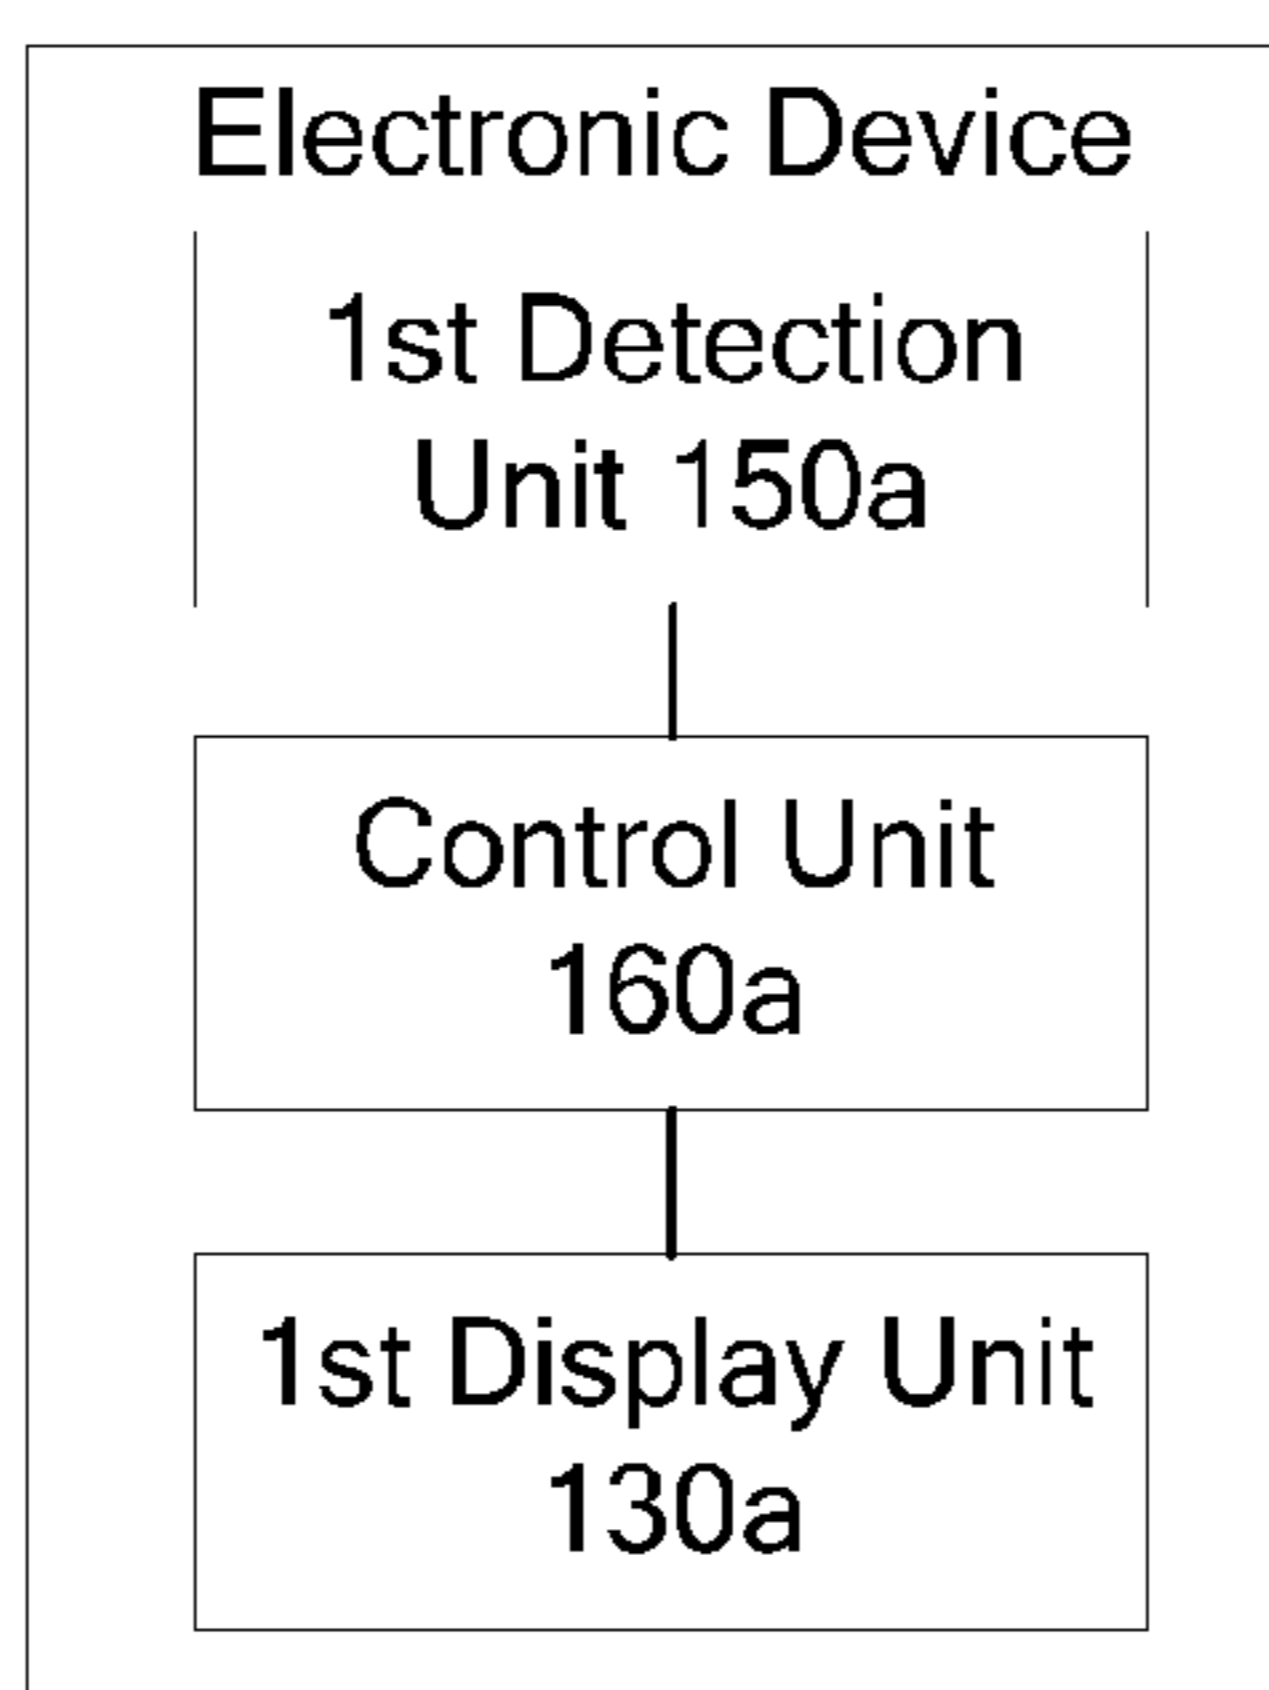 Electronic Device
1st Detection
Unit 150a
Control Unit
160a
1st Display Unit
130a